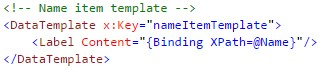 <!-- Name item template -->
<DataTemplate x:Key="nameItemTemplate">
    <Label Content="{Binding XPath=@Name}"/>
</DataTemplate>